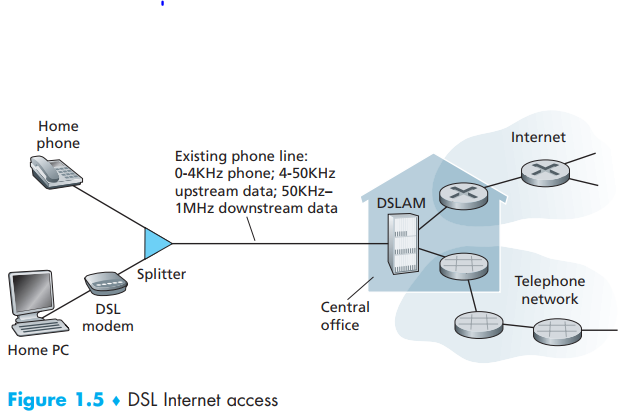 Home
phone
Existing phone line:
0-4KHz phone; 4-50KHz
upstream data; 50KHz–
1MHz downstream data
Internet
DSLAM
Splitter
DSL
modem
Home PC
Central
office
Telephone
network
Figure 1.5 ♦ DSL Internet access